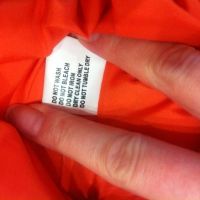 DO NOT WASH
DO NOT BLEACH
DO NOT IRON
DRY CLEAN ONLY
DO NOT TUMBLE DRY